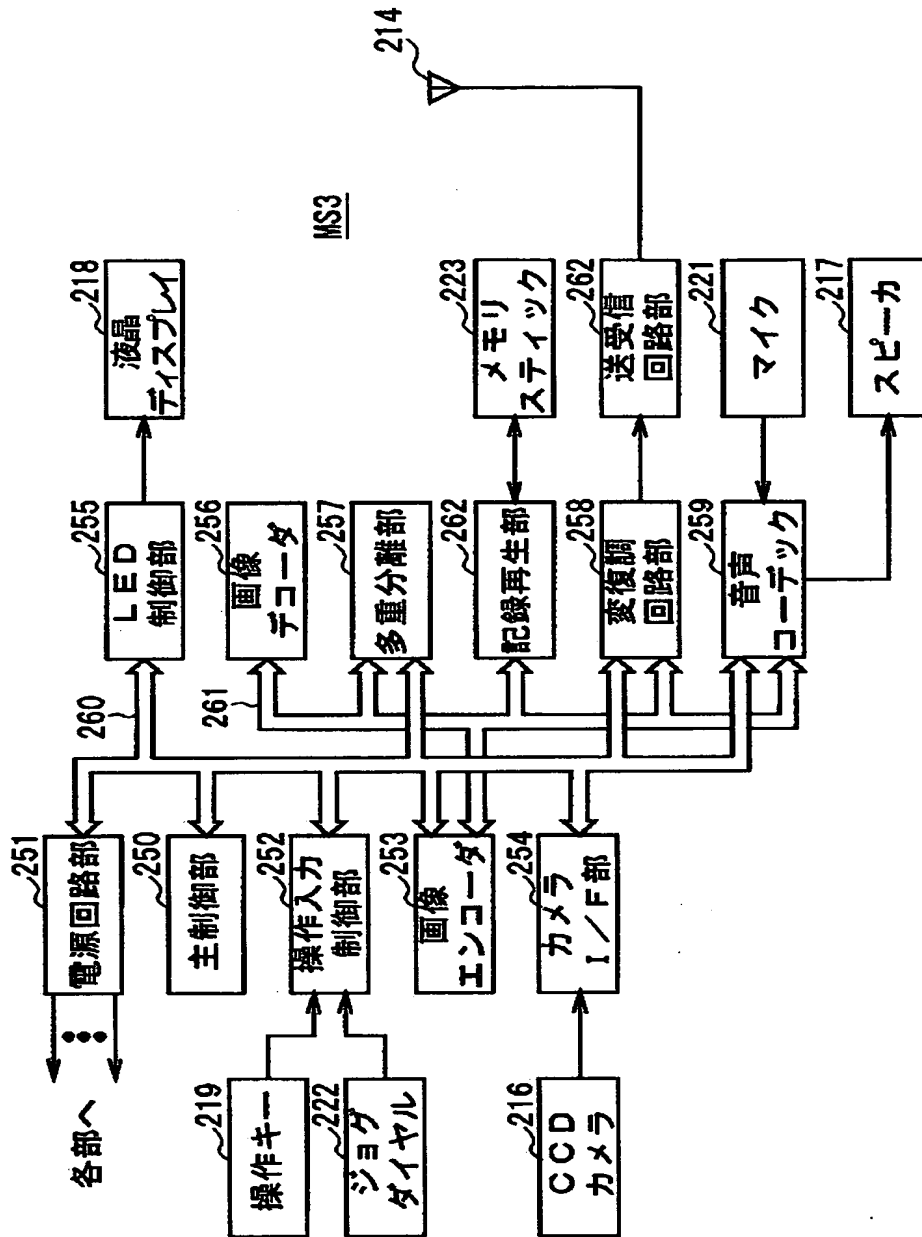 MS3
214
218
液晶
ディスプレイ
223
メモリ
スティック
262
送受信
回路部
221
マイク
217
スピーカ
255
LED
制御部
256
画像
デコーダ
257
多重分離部
262
記録再生部
258
変復調
回路部
259
音声
コーデック
260
261
251
電源回路部
250
主制御部
252
操作入力
制御部
253
画像
エンコーダ
254
カメラ
I/F部
各部へ
219
操作キー
222
ジョグ
ダイヤル
216
CCD
カメラ